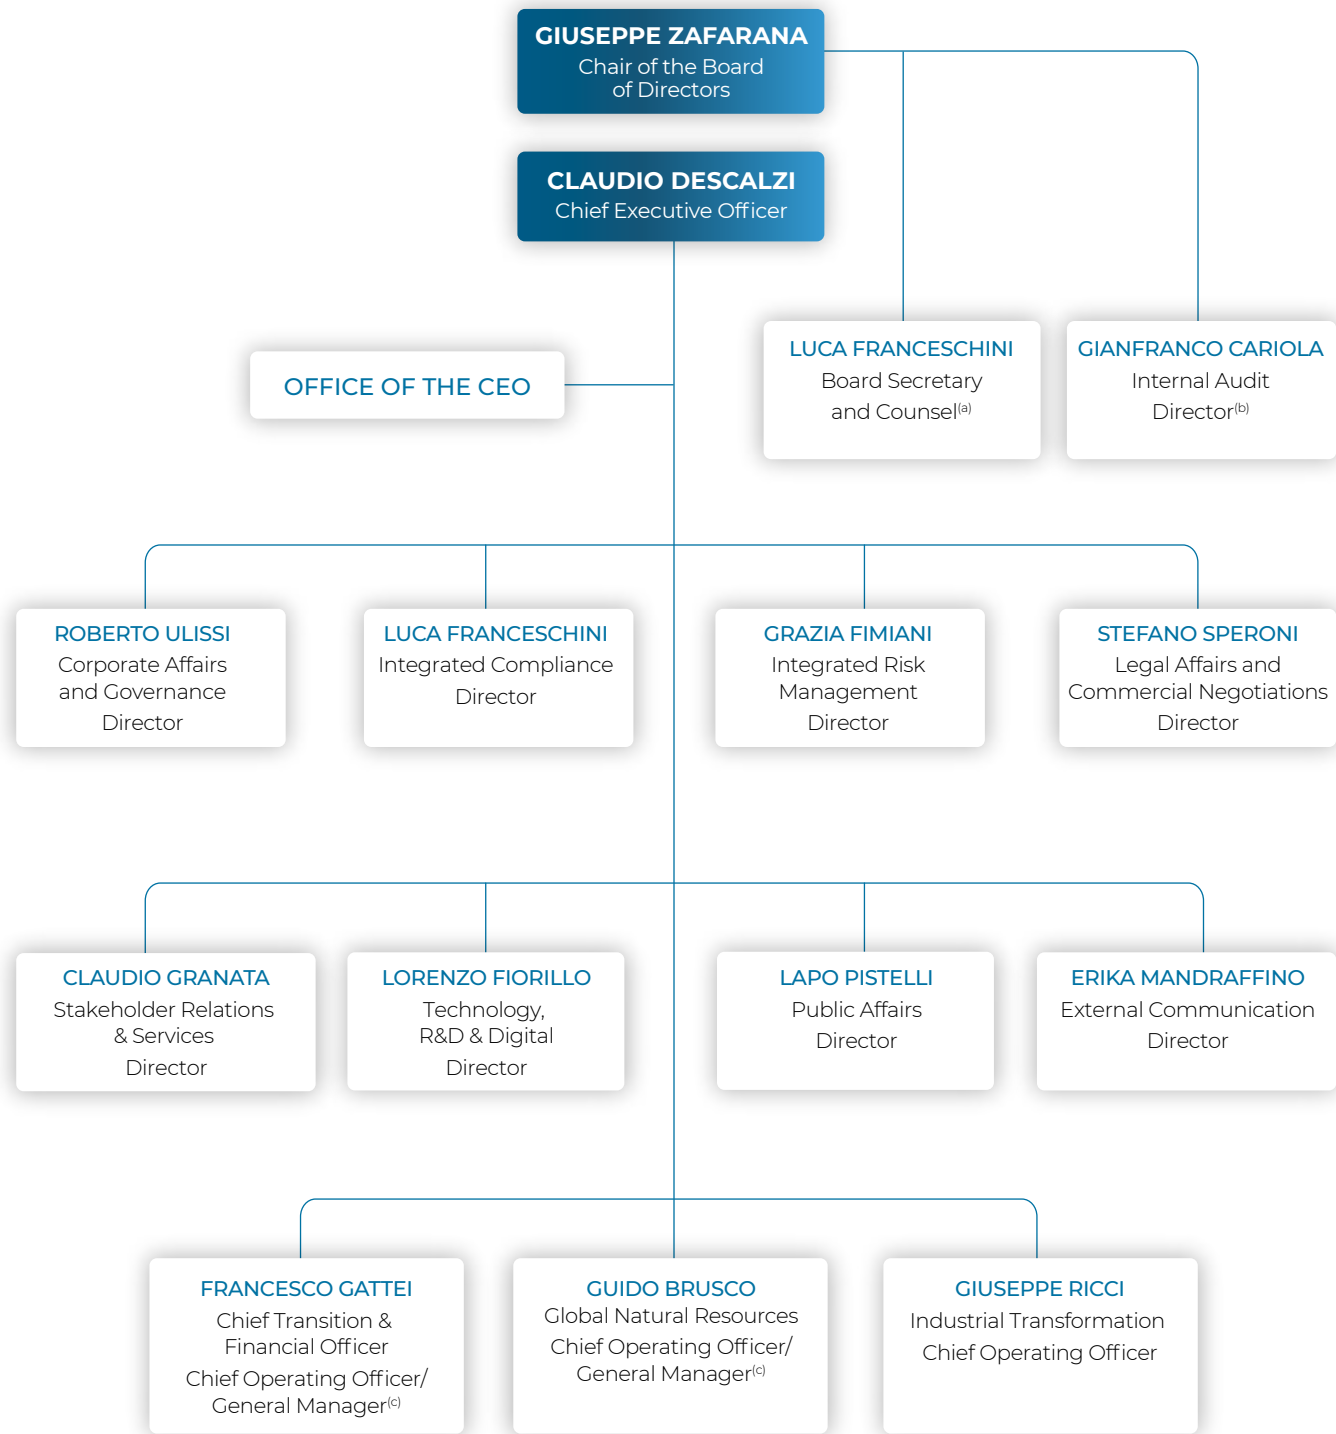 GIUSEPPE ZAFARANA
Chair of the Board
of Directors
CLAUDIO DESCALZI
Chief Executive Officer
OFFICE OF THE CEO
LUCA FRANCESCHINI
Board Secretary
and Counsel(a)
GIANFRANCO CARIOLA
Internal Audit
Director(b)
ROBERTO ULISSI
Corporate Affairs
and Governance
Director
LUCA FRANCESCHINI
Integrated Compliance
Director
GRAZIA FIMIANI
Integrated Risk
Management
Director
STEFANO SPERONI
Legal Affairs and
Commercial Negotiations
Director
CLAUDIO GRANATA
Stakeholder Relations
& Services
Director
LORENZO FIORILLO
Technology,
R&D & Digital
Director
LAPO PISTELLI
Public Affairs
Director
ERIKA MANDRAFFINO
External Communication
Director
FRANCESCO GATTEI
Chief Transition &
Financial Officer
Chief Operating Officer/
General Manager(c)
GUIDO BRUSCO
Global Natural Resources
Chief Operating Officer/
General Manager(c)
GIUSEPPE RICCI
Industrial Transformation
Chief Operating Officer